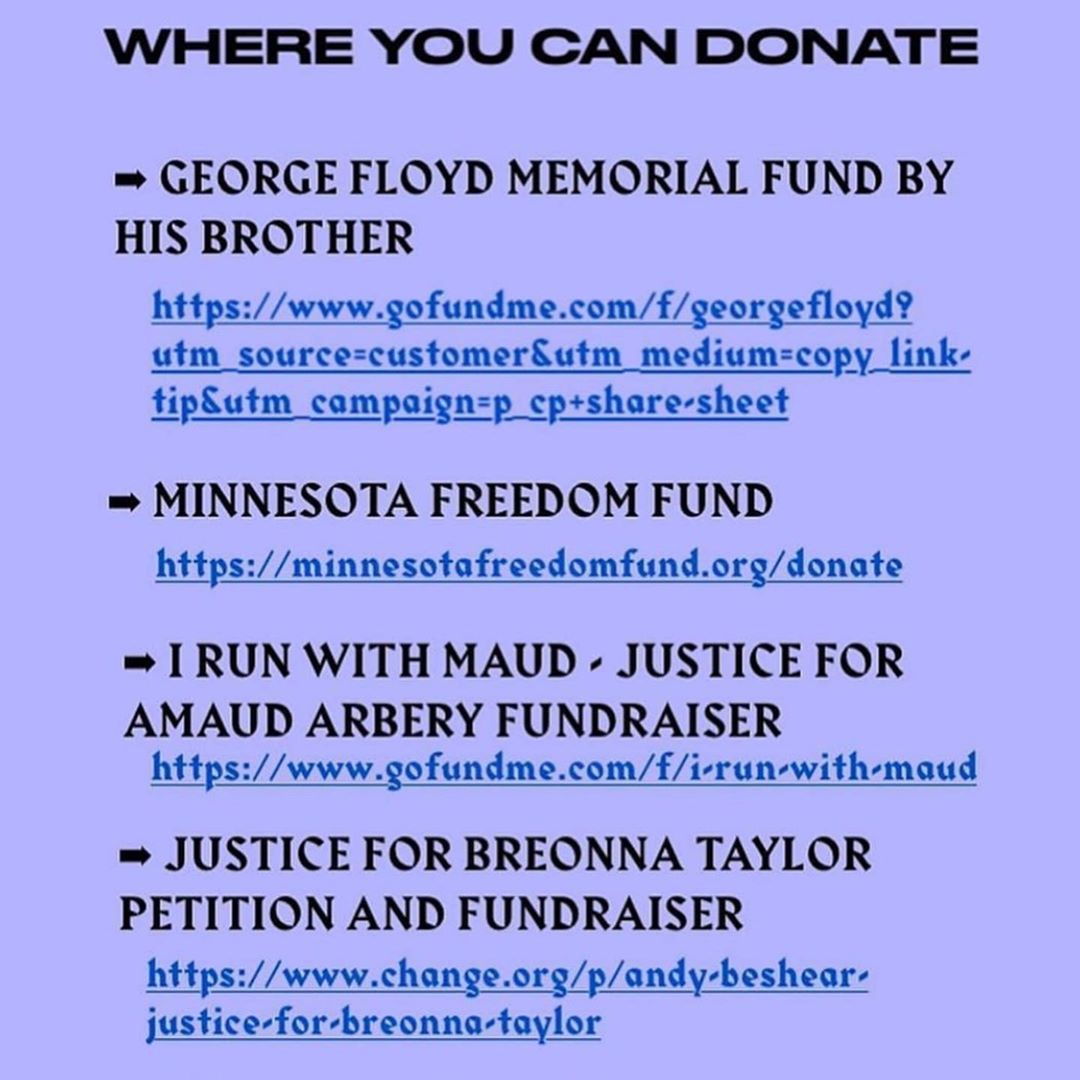 WHERE YOU CAN DONATE
➡ GEORGE FLOYD MEMORIAL FUND BY
HIS BROTHER
https://www.gofundme.com/f/georgefloyd?
utm_source=customer&utm_medium=copy_link-
tip&utm_campaign=p_cp+share-sheet
➡ MINNESOTA FREEDOM FUND
https://minnesotafreedomfund.org/donate
➡ I RUN WITH MAUD - JUSTICE FOR
AMAUD ARBERY FUNDRAISER
https://www.gofundme.com/f/i-run-with-maud
➡ JUSTICE FOR BREONNA TAYLOR
PETITION AND FUNDRAISER
https://www.change.org/p/andy-beshear-
justice-for-breonna-taylor